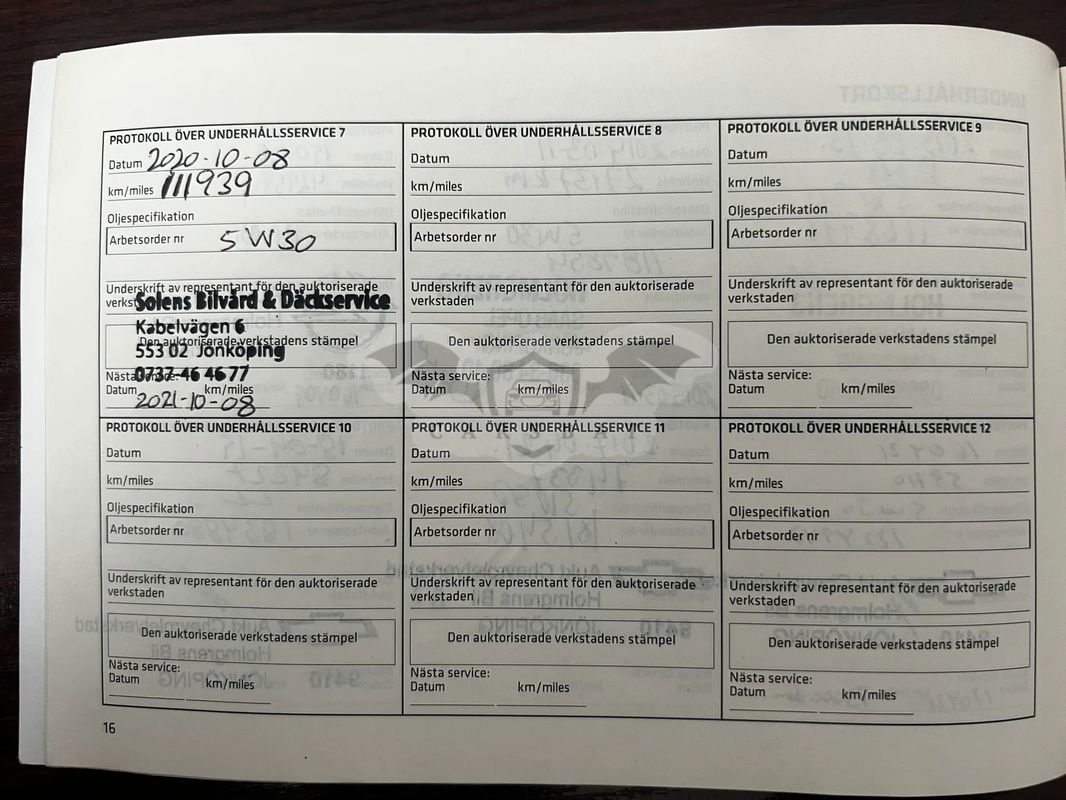 PROTOKOLL ÖVER UNDERHÅLLSSERVICE 7
Datum 2020-10-08
km/miles 111939
Oljespecifikation
Arbetsorder nr 5W30
Underskrift av representant för den auktoriserade
verkstaden
Solens Bilvård & Däckservice
Kabelvägen 6
Den auktoriserade verkstadens stämpel
553 02 Jönköping
0737-46 46 77
Nästa service:
Datum km/miles
2021-10-08
PROTOKOLL ÖVER UNDERHÅLLSSERVICE 8
Datum
km/miles
Oljespecifikation
Arbetsorder nr
Underskrift av representant för den auktoriserade
verkstaden
Den auktoriserade verkstadens stämpel
Nästa service:
Datum km/miles
PROTOKOLL ÖVER UNDERHÅLLSSERVICE 9
Datum
km/miles
Oljespecifikation
Arbetsorder nr
Underskrift av representant för den auktoriserade
verkstaden
Den auktoriserade verkstadens stämpel
Nästa service:
Datum km/miles
PROTOKOLL ÖVER UNDERHÅLLSSERVICE 10
Datum
km/miles
Oljespecifikation
Arbetsorder nr
Underskrift av representant för den auktoriserade
verkstaden
Den auktoriserade verkstadens stämpel
Nästa service:
Datum km/miles
PROTOKOLL ÖVER UNDERHÅLLSSERVICE 11
Datum
km/miles
Oljespecifikation
Arbetsorder nr
Underskrift av representant för den auktoriserade
verkstaden
Den auktoriserade verkstadens stämpel
Nästa service:
Datum km/miles
PROTOKOLL ÖVER UNDERHÅLLSSERVICE 12
Datum
km/miles
Oljespecifikation
Arbetsorder nr
Underskrift av representant för den auktoriserade
verkstaden
Den auktoriserade verkstadens stämpel
Nästa service:
Datum km/miles
16